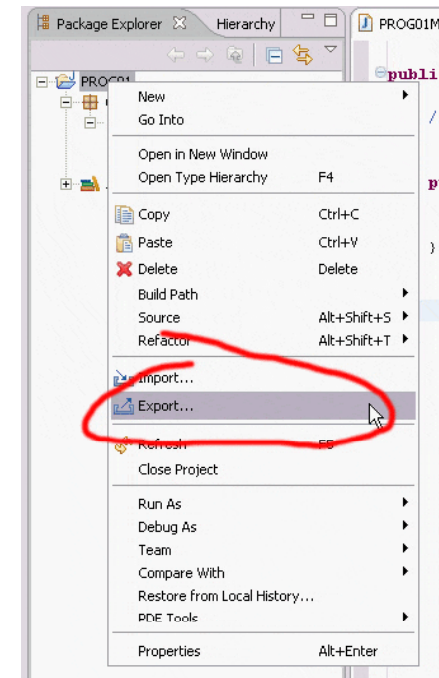 Package Explorer Hierarchy PROG01M
PROG01
publi
New
Go Into
/
Open in New Window
Open Type Hierarchy F4
p
Copy Ctrl+C
Paste Ctrl+V
}
Delete Delete
Build Path
Source Alt+Shift+S
Refactor Alt+Shift+T
Import...
Export...
Refresh F5
Close Project
Run As
Debug As
Team
Compare With
Restore from Local History...
PDE Tools
Properties Alt+Enter